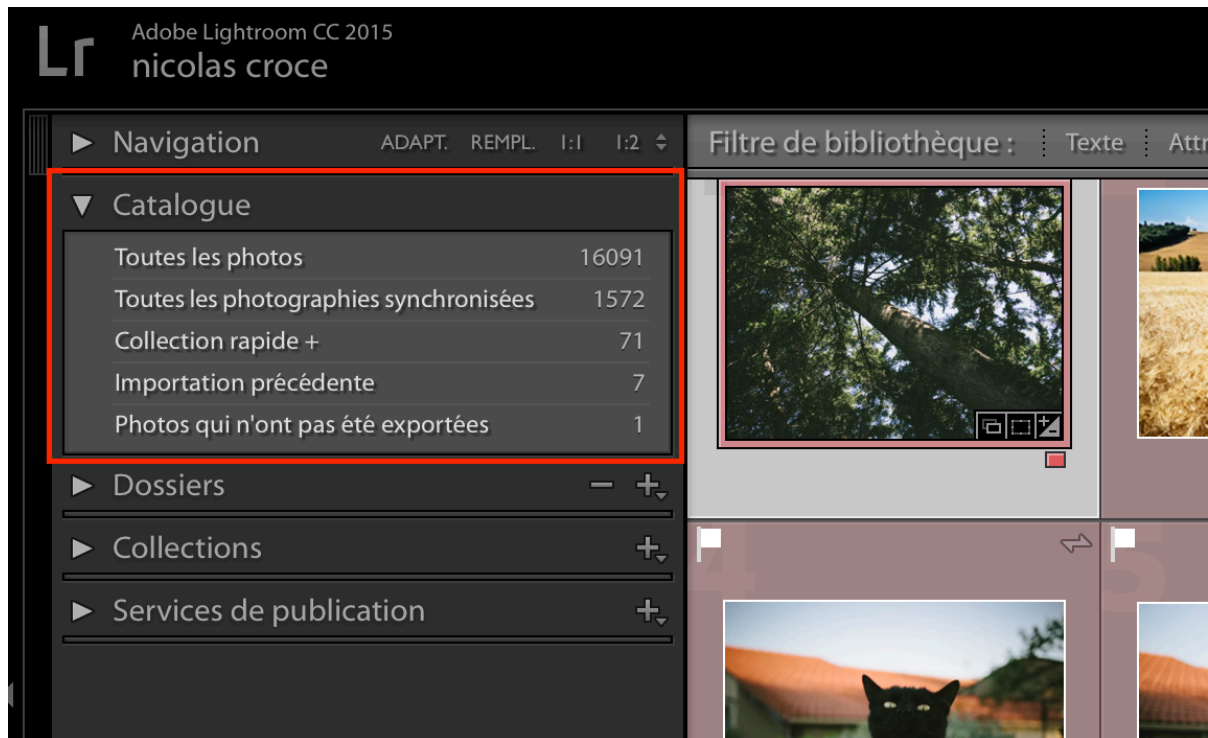 Lr
Adobe Lightroom CC 2015
nicolas croce
Navigation ADAPT. REMPL. 1:1 1:2
Filtre de bibliothèque : Texte Attr
Catalogue
Toutes les photos 16091
Toutes les photographies synchronisées 1572
Collection rapide + 71
Importation précédente 7
Photos qui n'ont pas été exportées 1
Dossiers
Collections
Services de publication
4
5